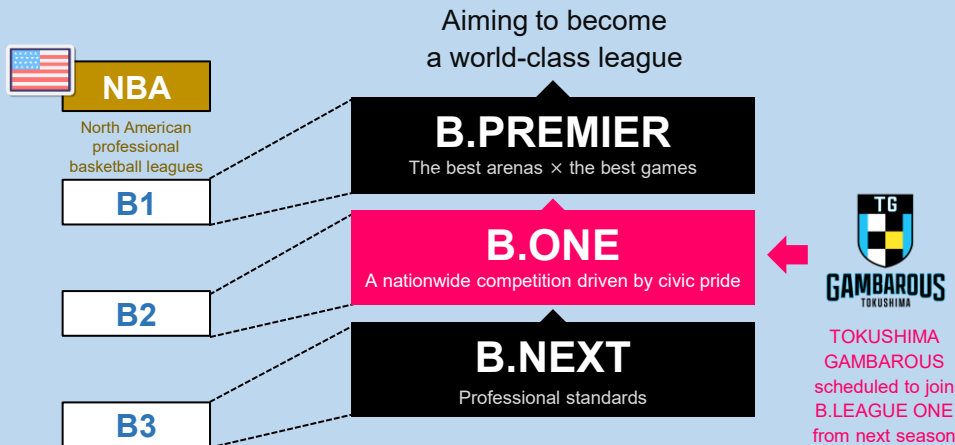 Aiming to become
a world-class league
NBA
North American
professional
basketball leagues
B1
B2
B3
B.PREMIER
The best arenas × the best games
B.ONE
A nationwide competition driven by civic pride
B.NEXT
Professional standards
TG
GAMBAROUS
TOKUSHIMA
TOKUSHIMA
GAMBAROUS
scheduled to join
B.LEAGUE ONE
from next season